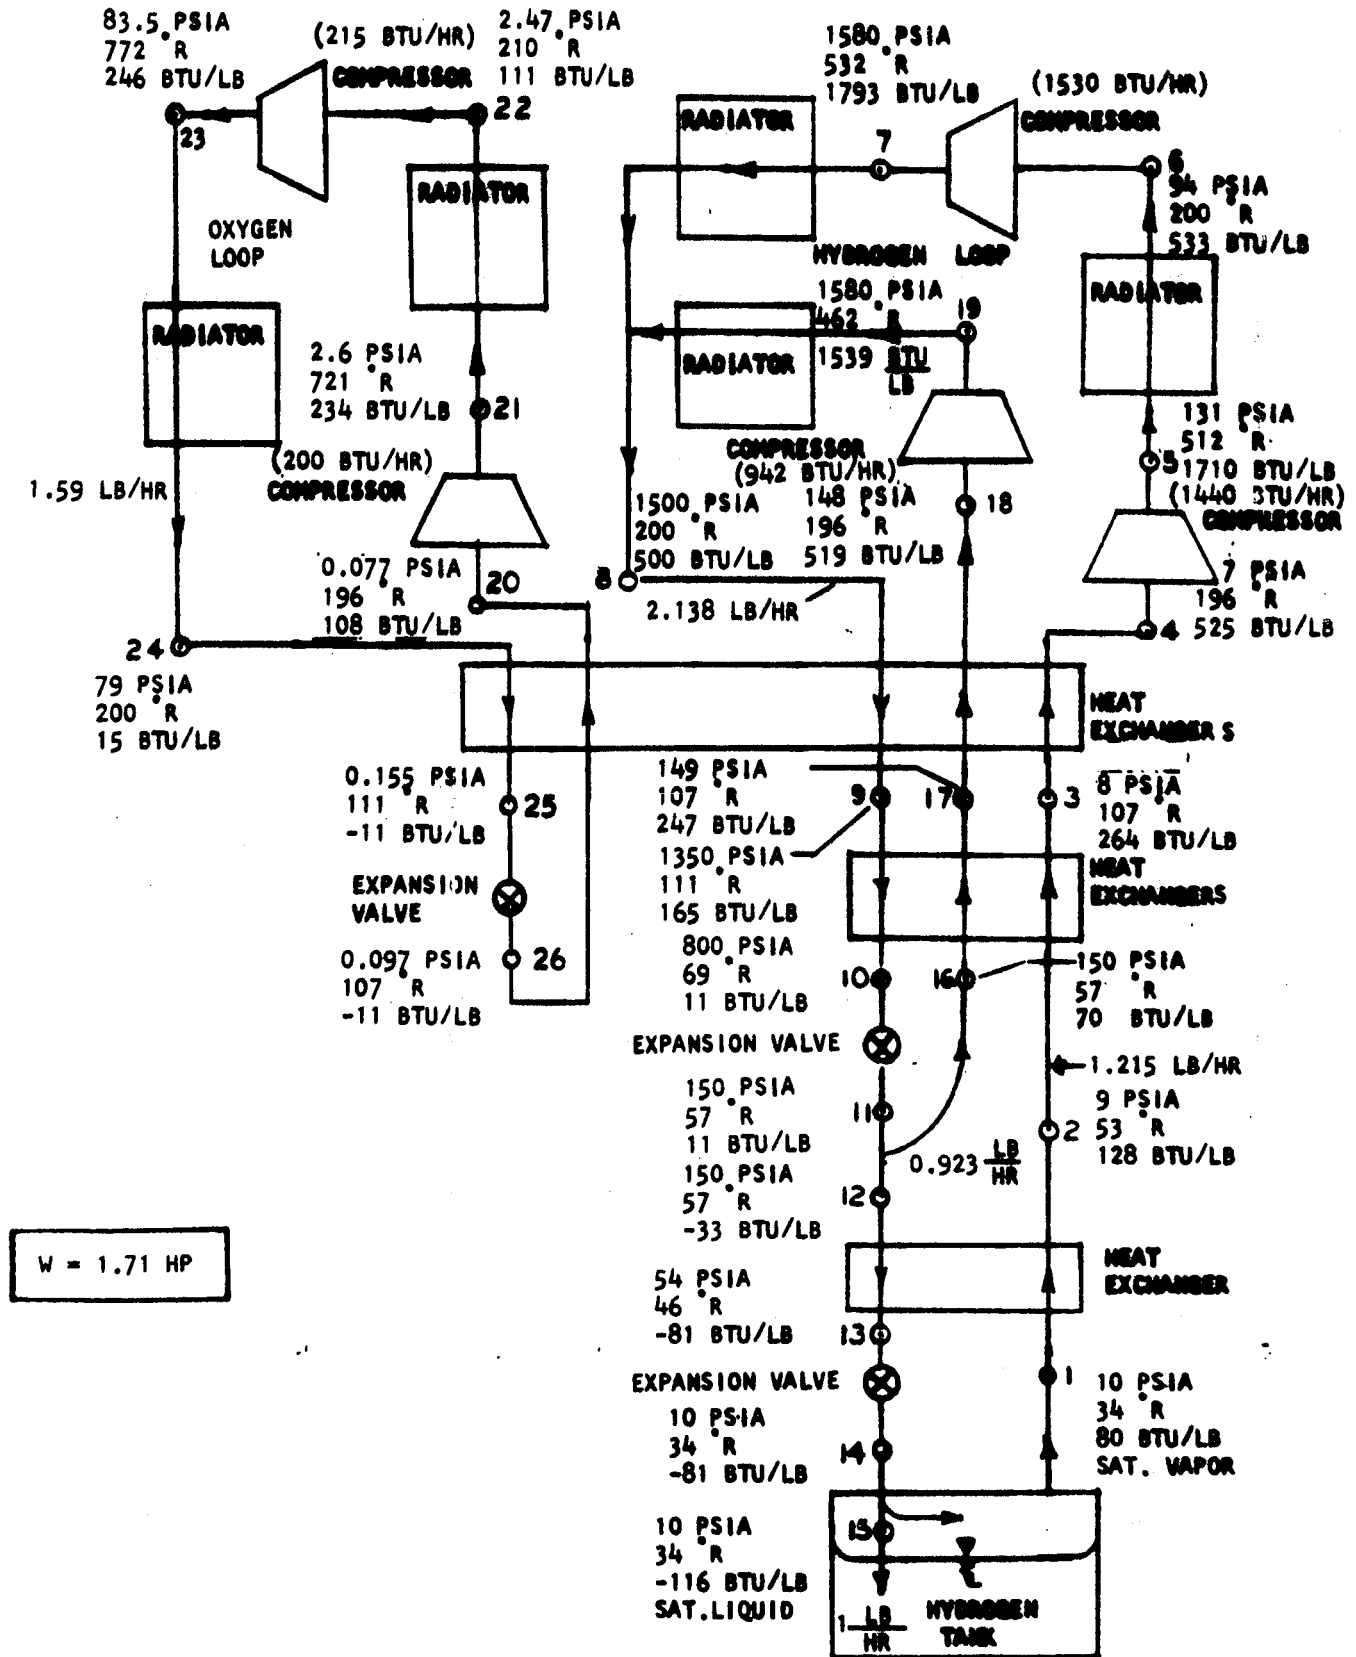 83.5 PSIA
772 °R
246 BTU/LB
(215 BTU/HR)
COMPRESSOR
2.47 PSIA
210 °R
111 BTU/LB
22
23
RADIATOR
OXYGEN
LOOP
RADIATOR
2.6 PSIA
721 °R
234 BTU/LB
21
(200 BTU/HR)
COMPRESSOR
1.59 LB/HR
0.077 PSIA
196 °R
108 BTU/LB
20
24
79 PSIA
200 °R
15 BTU/LB
1580 PSIA
532 °R
1793 BTU/LB
7
(1530 BTU/HR)
COMPRESSOR
RADIATOR
6
94 PSIA
200 °R
533 BTU/LB
HYDROGEN LOOP
1580 PSIA
462 °R
1539 BTU
LB
19
RADIATOR
RADIATOR
131 PSIA
512 °R
1710 BTU/LB
5
(1440 BTU/HR)
COMPRESSOR
COMPRESSOR
(942 BTU/HR)
1500 PSIA
200 °R
500 BTU/LB
8
148 PSIA
196 °R
519 BTU/LB
18
2.138 LB/HR
7 PSIA
196 °R
525 BTU/LB
4
HEAT
EXCHANGERS
0.155 PSIA
111 °R
-11 BTU/LB
25
EXPANSION
VALVE
0.097 PSIA
107 °R
-11 BTU/LB
26
149 PSIA
107 °R
247 BTU/LB
9
17
3
8 PSIA
107 °R
264 BTU/LB
1350 PSIA
111 °R
165 BTU/LB
HEAT
EXCHANGERS
800 PSIA
69 °R
11 BTU/LB
10
16
150 PSIA
57 °R
70 BTU/LB
EXPANSION VALVE
1.215 LB/HR
150 PSIA
57 °R
11 BTU/LB
11
2
9 PSIA
53 °R
128 BTU/LB
0.923 LB
HR
150 PSIA
57 °R
-33 BTU/LB
12
W = 1.71 HP
HEAT
EXCHANGER
54 PSIA
46 °R
-81 BTU/LB
13
EXPANSION VALVE
1
10 PSIA
34 °R
80 BTU/LB
SAT. VAPOR
10 PSIA
34 °R
-81 BTU/LB
14
10 PSIA
34 °R
-116 BTU/LB
SAT.LIQUID
15
1 LB
HR
HYDROGEN
TANK